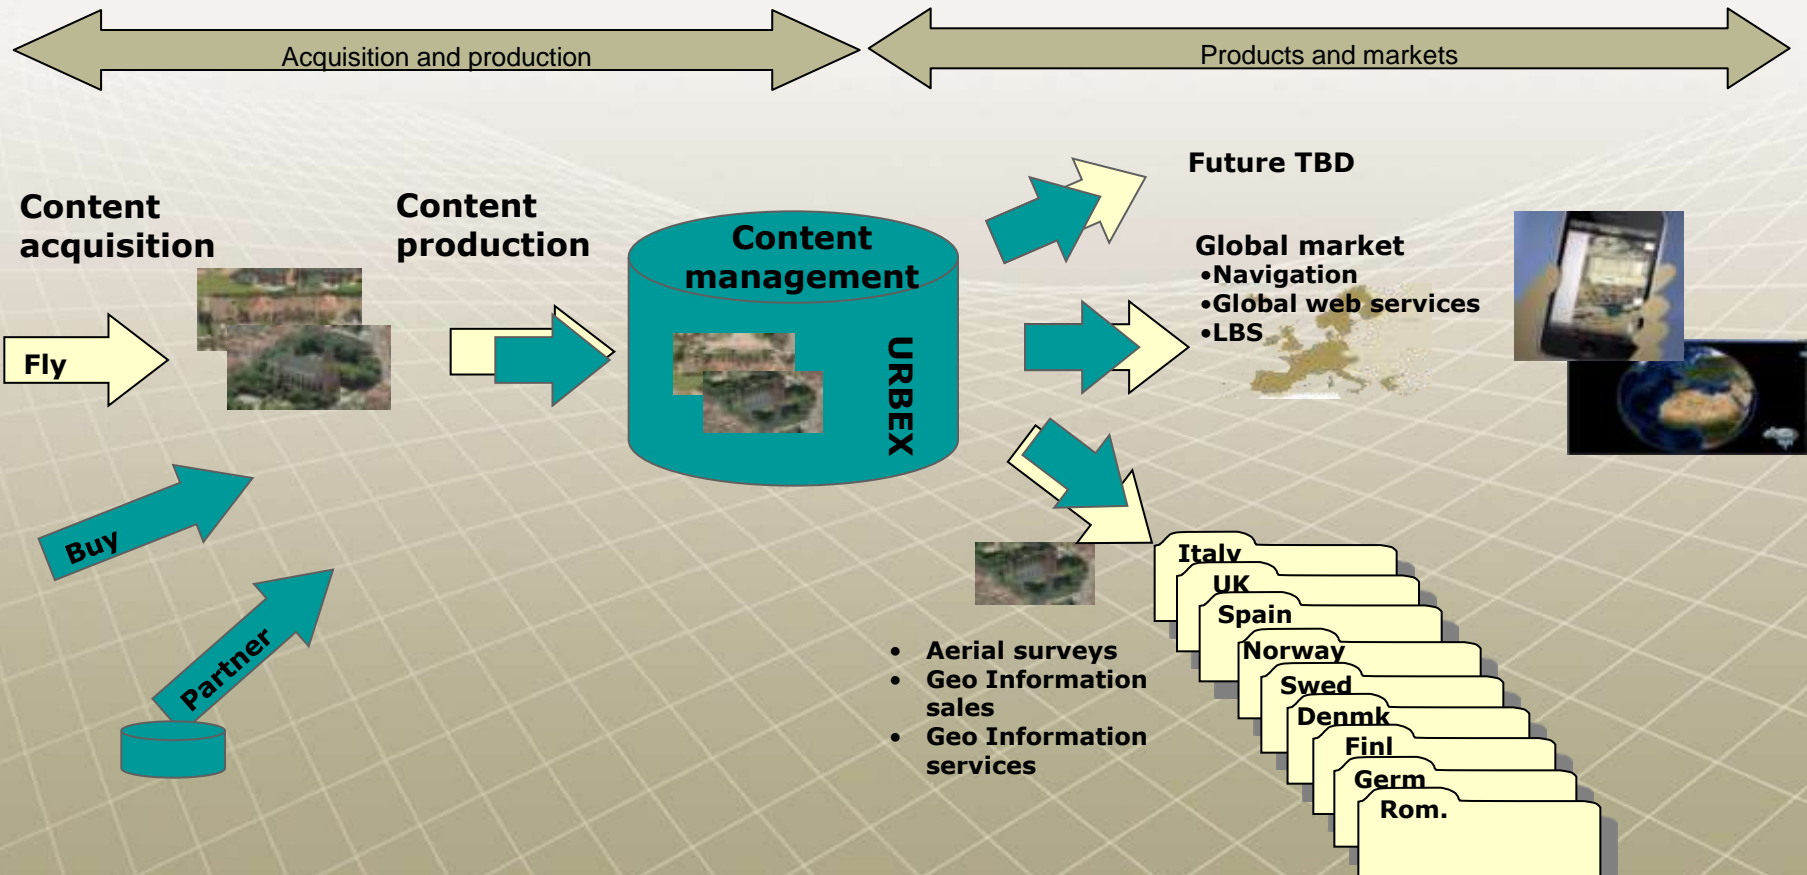 Acquisition and production
Products and markets
Content
acquisition
Fly
Buy
Partner
Content
production
Content
management
URBEX
Future TBD
Global market
•Navigation
•Global web services
•LBS
• Aerial surveys
• Geo Information
sales
• Geo Information
services
Italy
UK
Spain
Norway
Swed
Denmk
Finl
Germ
Rom.